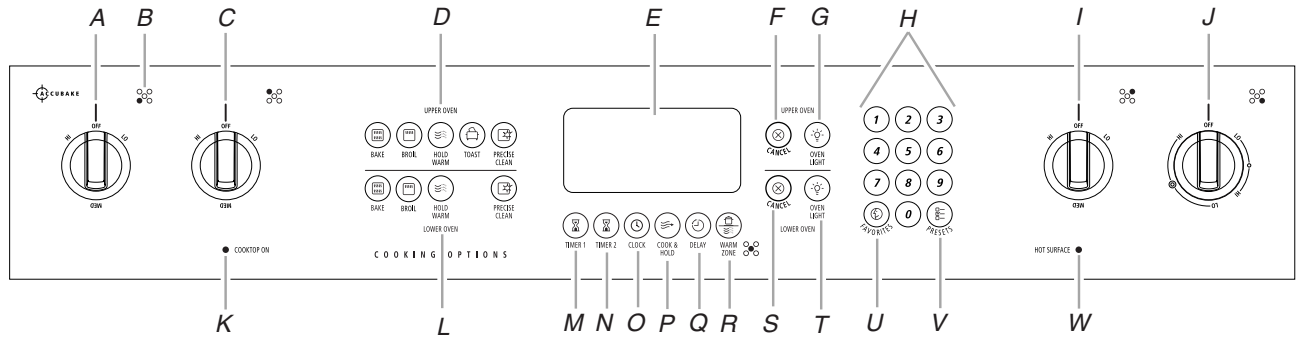 A B C D E F G H I J
ACCUBAKE
UPPER OVEN
BAKE BROIL HOLD WARM TOAST PRECISE CLEAN
BAKE BROIL HOLD WARM PRECISE CLEAN
LOWER OVEN
COOKING OPTIONS
OFF HI LO MED
OFF HI LO MED
COOKTOP ON
TIMER 1 TIMER 2 CLOCK COOK & HOLD DELAY WARM ZONE
UPPER OVEN
CANCEL OVEN LIGHT
CANCEL OVEN LIGHT
LOWER OVEN
1 2 3
4 5 6
7 8 9
FAVORITES 0 PRESETS
OFF HI LO MED
HOT SURFACE
OFF HI LO HI LO
K L M N O P Q R S T U V W